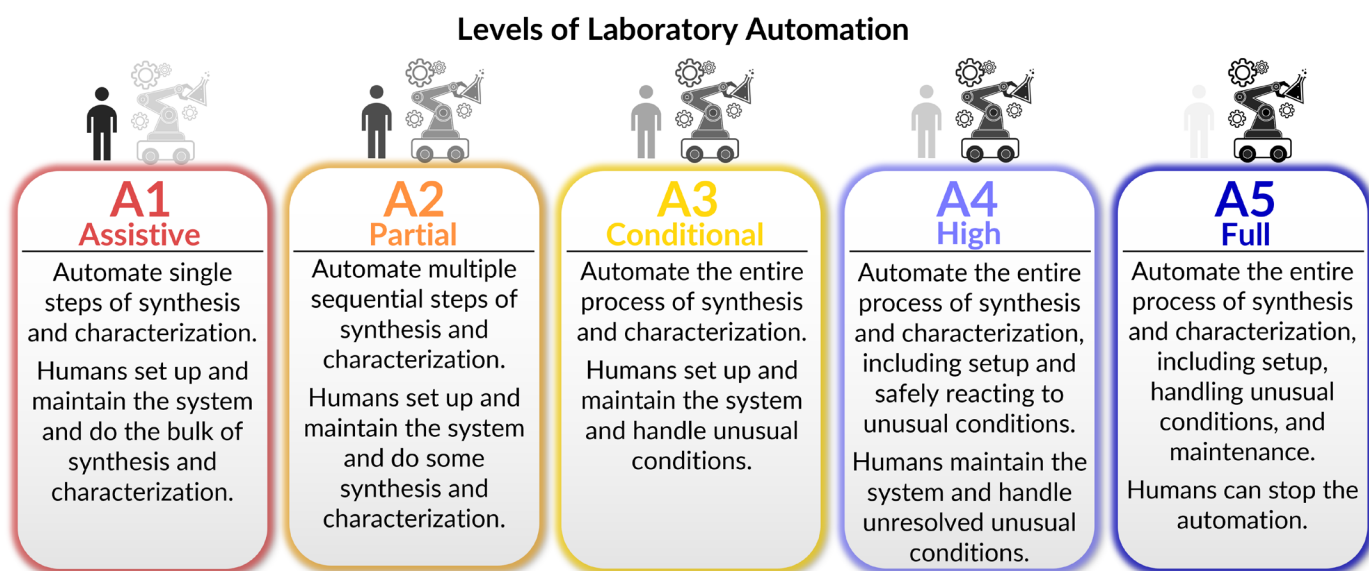 Levels of Laboratory Automation
A1
Assistive
Automate single
steps of synthesis
and characterization.
Humans set up and
maintain the system
and do the bulk of
synthesis and
characterization.
A2
Partial
Automate multiple
sequential steps of
synthesis and
characterization.
Humans set up and
maintain the system
and do some
synthesis and
characterization.
A3
Conditional
Automate the entire
process of synthesis
and characterization.
Humans set up and
maintain the system
and handle unusual
conditions.
A4
High
Automate the entire
process of synthesis
and characterization,
including setup and
safely reacting to
unusual conditions.
Humans maintain the
system and handle
unresolved unusual
conditions.
A5
Full
Automate the entire
process of synthesis
and characterization,
including setup,
handling unusual
conditions, and
maintenance.
Humans can stop the
automation.